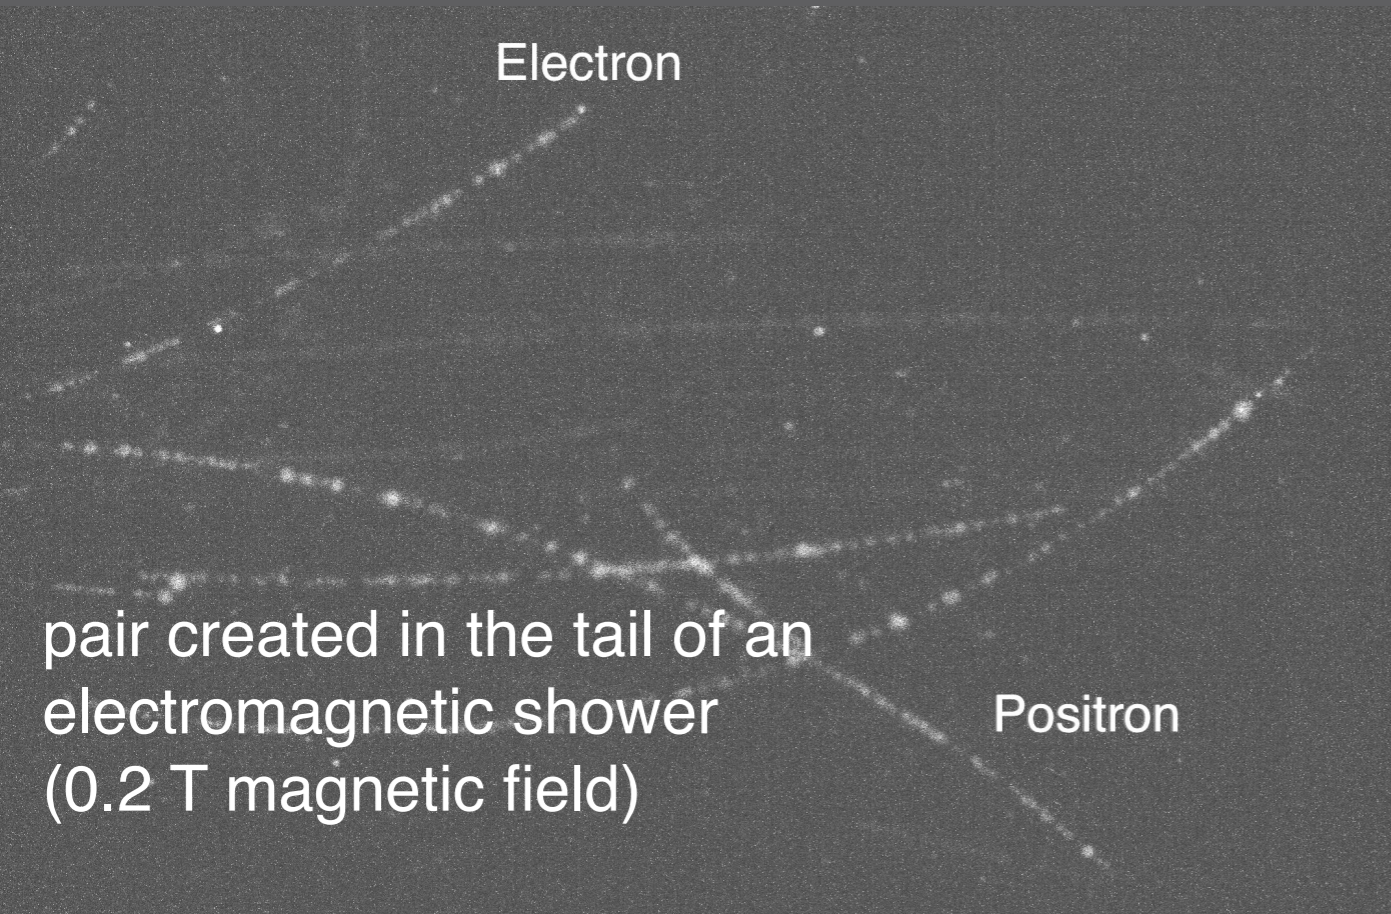 Electron
pair created in the tail of an
electromagnetic shower
(0.2 T magnetic field)
Positron